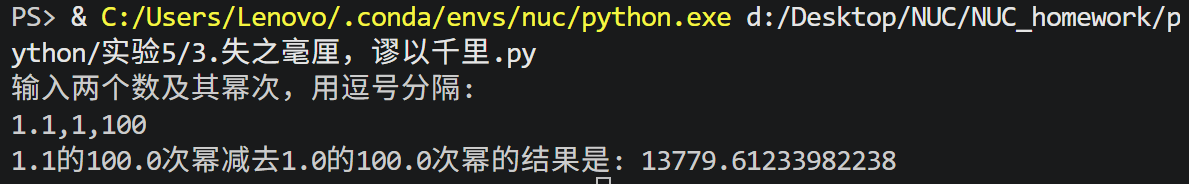 PS> & C:/Users/Lenovo/.conda/envs/nuc/python.exe d:/Desktop/NUC/NUC_homework/p
ython/实验5/3.失之毫厘，谬以千里.py
输入两个数及其幂次，用逗号分隔:
1.1,1,100
1.1的100.0次幂减去1.0的100.0次幂的结果是: 13779.61233982238